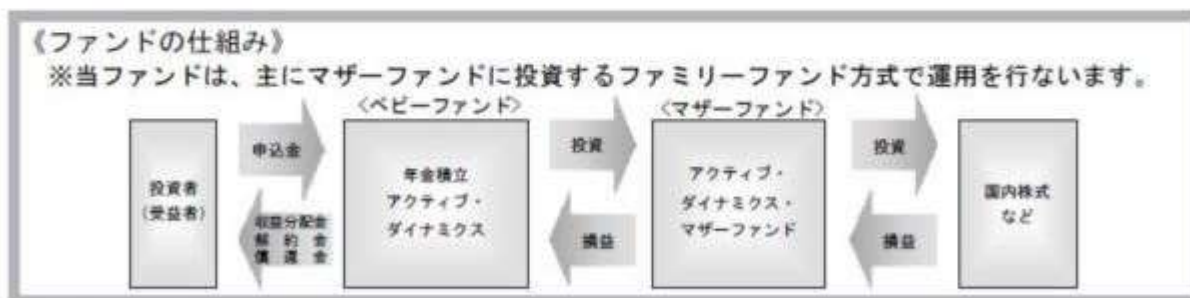 《ファンドの仕組み》
※当ファンドは、主にマザーファンドに投資するファミリーファンド方式で運用を行ないます。
〈ベビーファンド〉
〈マザーファンド〉
投資者
(受益者)
申込金
収益分配金
解約金
償還金
年金積立
アクティブ・
ダイナミクス
投資
損益
アクティブ・
ダイナミクス・
マザーファンド
投資
損益
国内株式
など